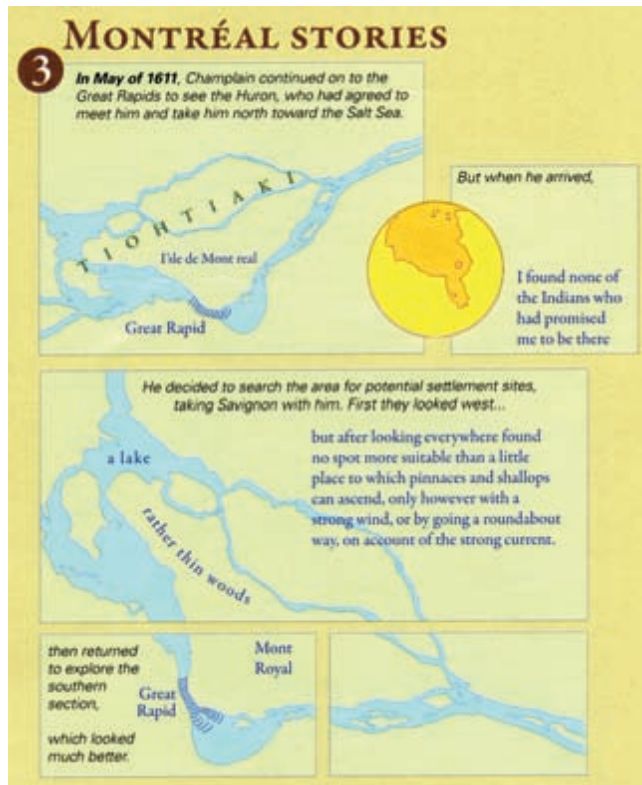 MONTRÉAL STORIES
3
In May of 1611, Champlain continued on to the
Great Rapids to see the Huron, who had agreed to
meet him and take him north toward the Salt Sea.
TIOHTIAKI
l'isle de Mont real
Great Rapid
But when he arrived,
I found none of
the Indians who
had promised
me to be there
He decided to search the area for potential settlement sites,
taking Savignon with him. First they looked west...
but after looking everywhere found
no spot more suitable than a little
place to which pinnaces and shallops
can ascend, only however with a
strong wind, or by going a roundabout
way, on account of the strong current.
a lake
rather thin woods
then returned
to explore the
southern
section,
which looked
much better.
Mont
Royal
Great
Rapid